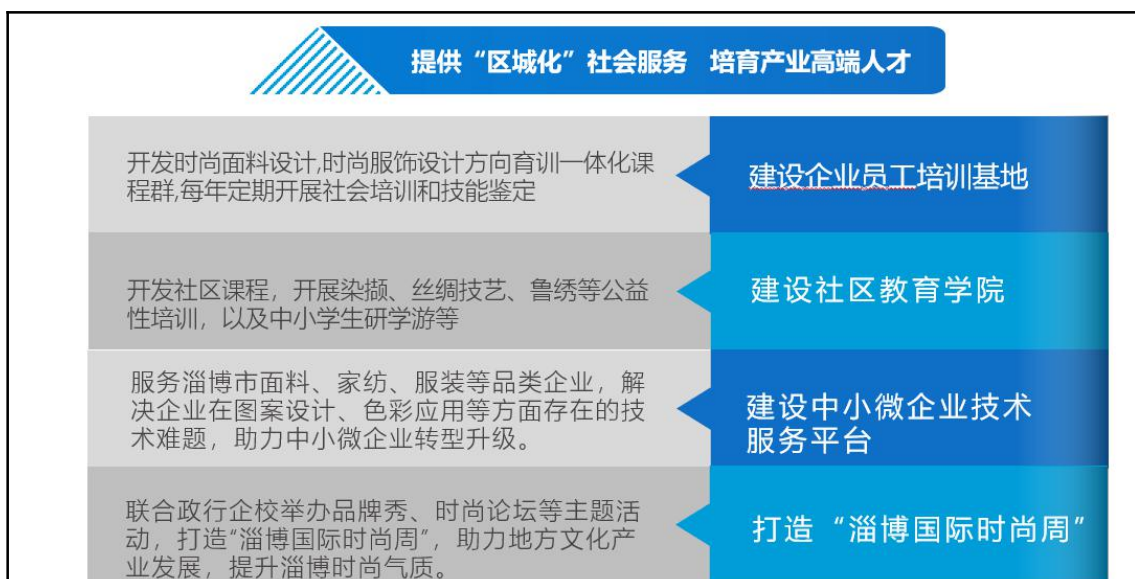 提供“区城化”社会服务 培育产业高端人才
开发时尚面料设计,时尚服饰设计方向育训一体化课
程群,每年定期开展社会培训和技能鉴定
建设企业员工培训基地
开发社区课程，开展染撷、丝绸技艺、鲁绣等公益
性培训，以及中小学生研学游等
建设社区教育学院
服务淄博市面料、家纺、服装等品类企业，解
决企业在图案设计、色彩应用等方面存在的技
术难题，助力中小微企业转型升级。
建设中小微企业技术
服务平台
联合政行企校举办品牌秀、时尚论坛等主题活
动，打造“淄博国际时尚周”，助力地方文化产
业发展，提升淄博时尚气质。
打造“淄博国际时尚周”